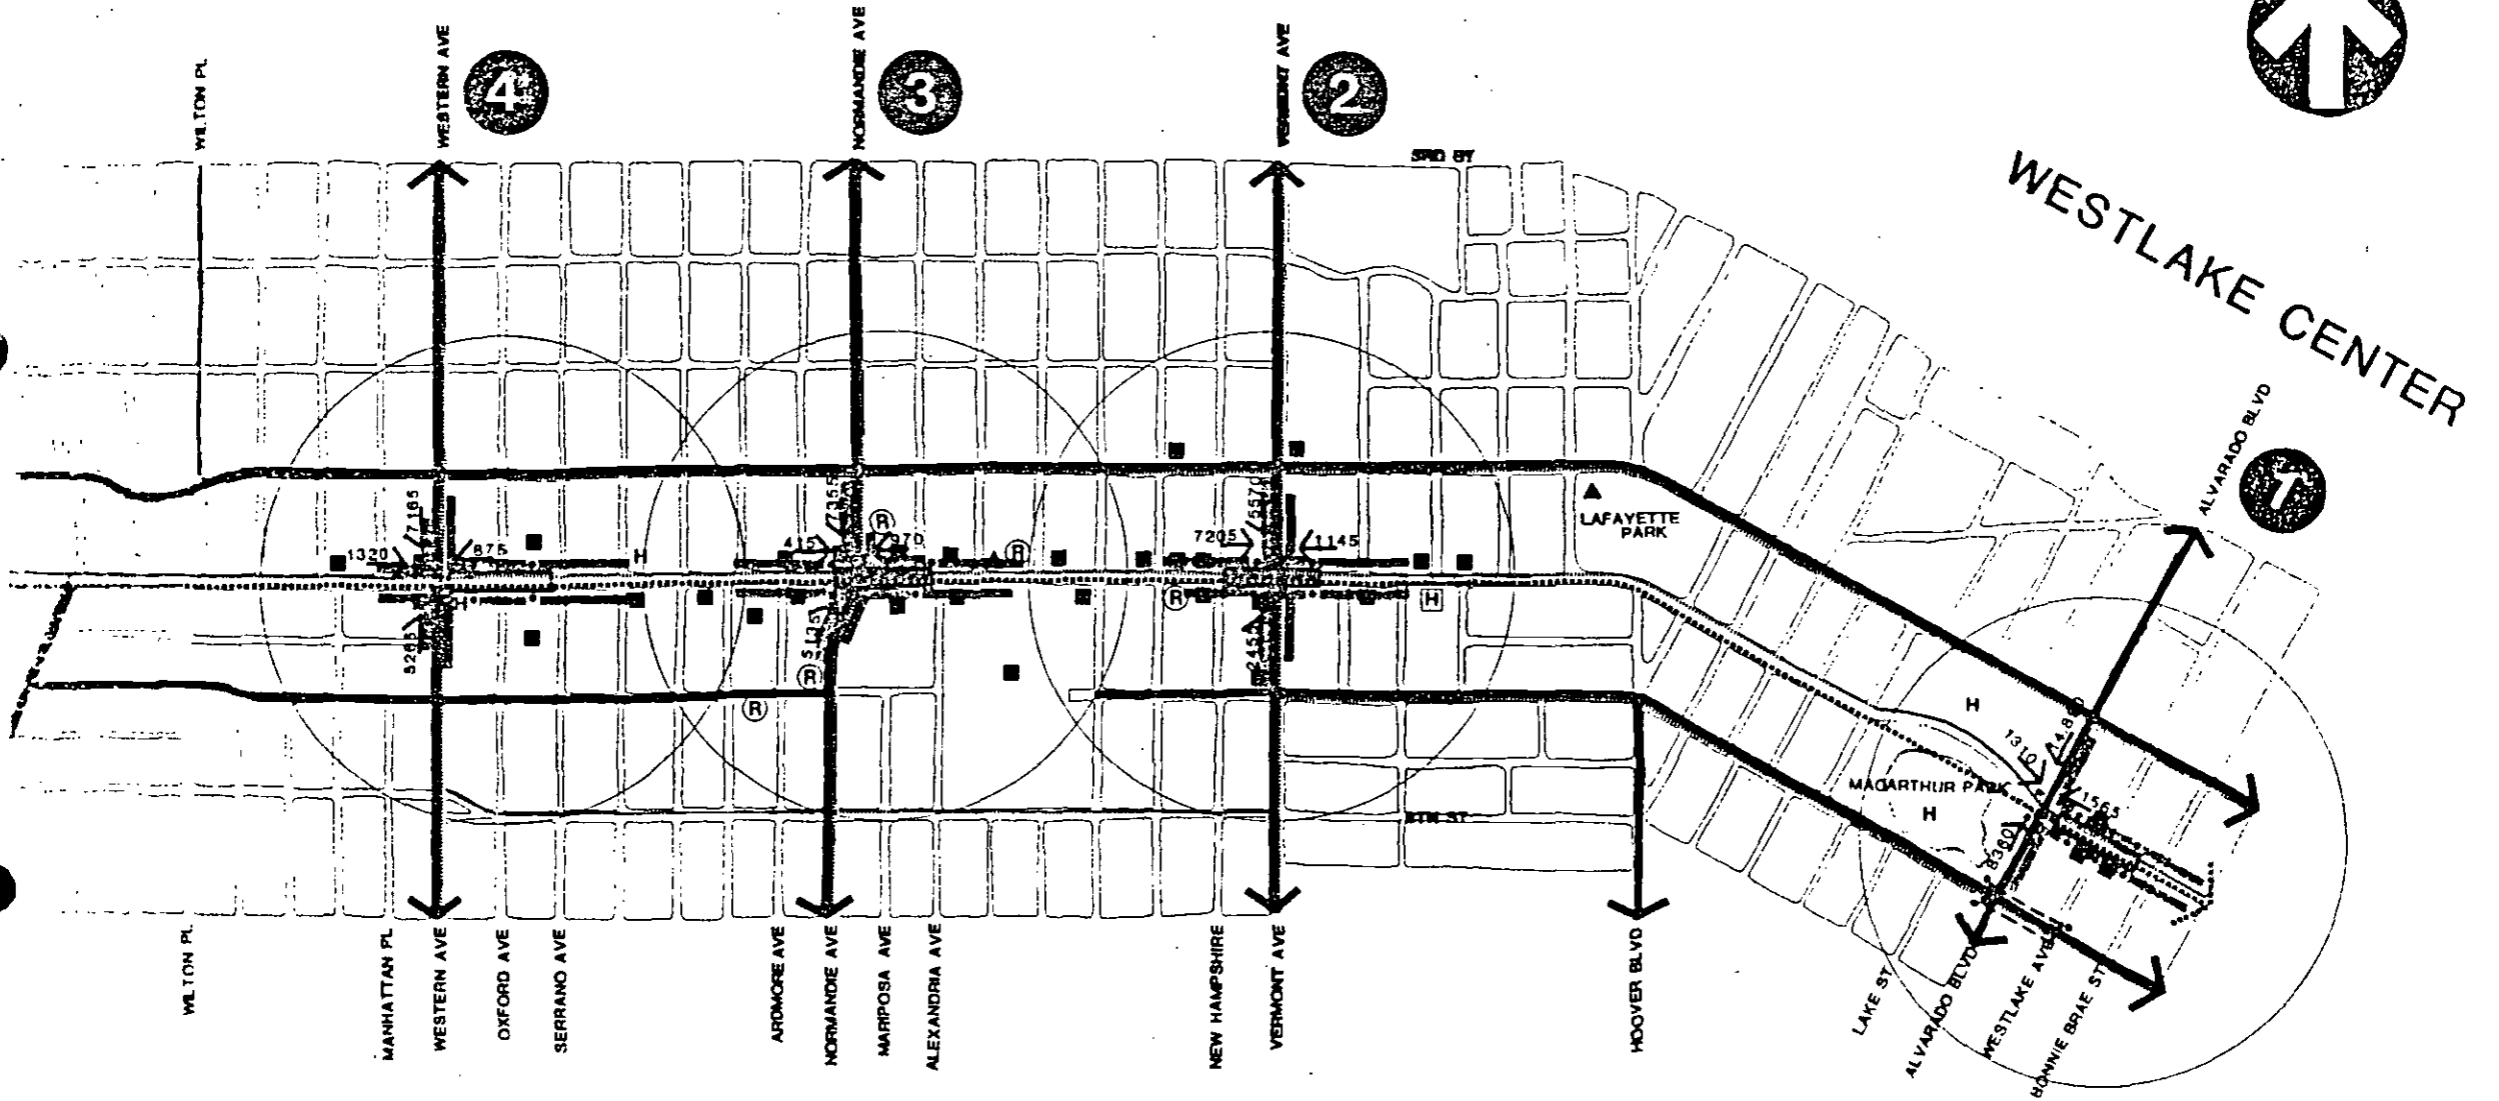 WILTON PL
WESTERN AVE
4
NORMANDIE AVE
3
VERMONT AVE
2
3RD ST
WESTLAKE CENTER
ALVARADO BLVD
1
LAFAYETTE
PARK
7165
1320
875
H
5265
7355
R
415
970
R
5135
R
R
5570
7205
1145
R
2455
H
H
1310
MACARTHUR PARK
H
1565
8360
8TH ST
WILTON PL
MANHATTAN PL
WESTERN AVE
OXFORD AVE
SERRANO AVE
ARDMORE AVE
NORMANDIE AVE
MARIPOSA AVE
ALEXANDRIA AVE
NEW HAMPSHIRE
VERMONT AVE
HOOVER BLVD
LAKE ST
ALVARADO BLVD
WESTLAKE AVE
BONNIE BRAE ST